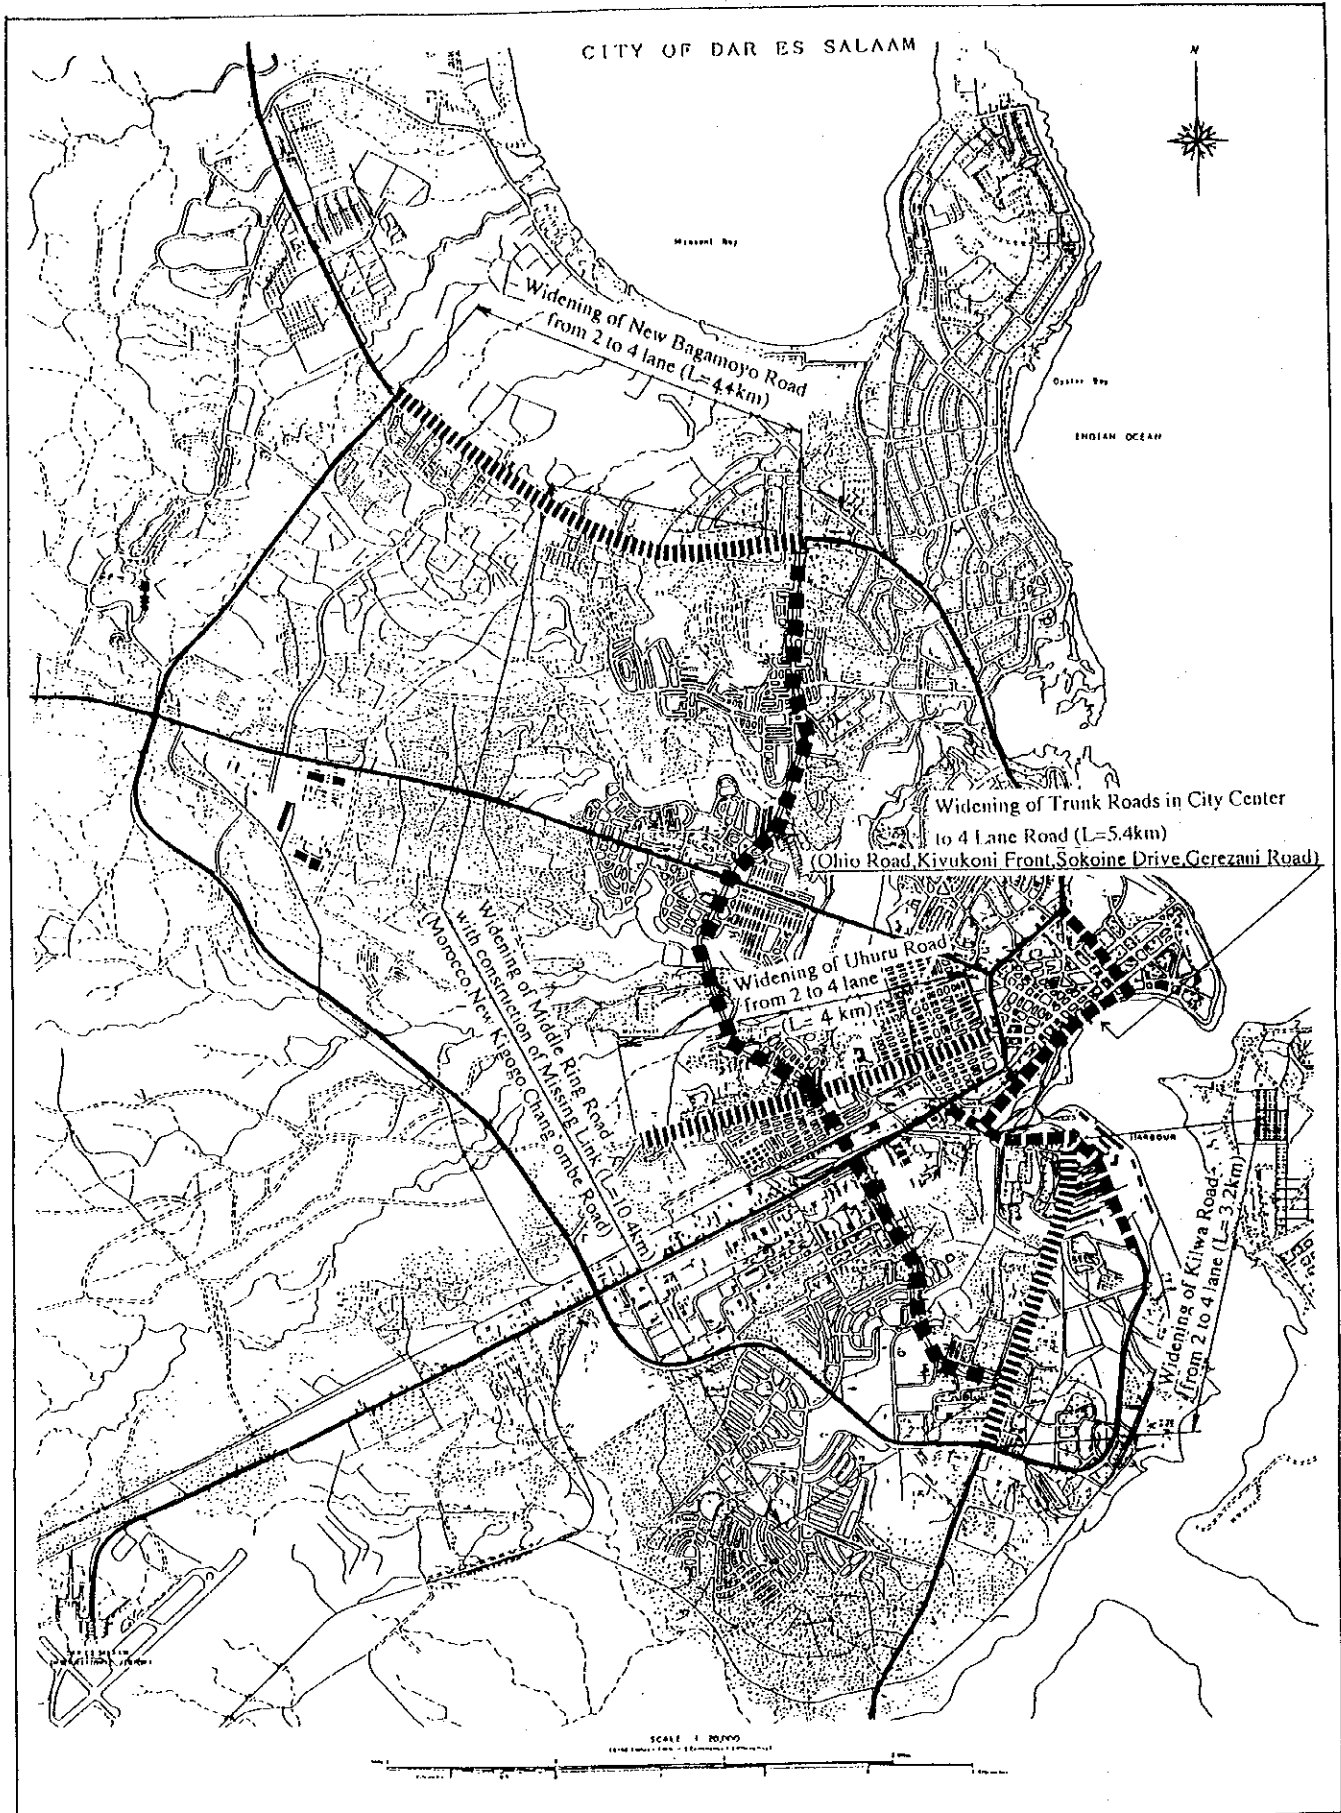 CITY OF DAR ES SALAAM
N
Msasani Bay
Widening of New Bagamoyo Road
from 2 to 4 lane (L=4.4km)
Oyster Bay
INDIAN OCEAN
Widening of Trunk Roads in City Center
to 4 Lane Road (L=5.4km)
(Ohio Road,Kivukoni Front,Sokoine Drive,Gerezani Road)
Widening of Uhuru Road
from 2 to 4 lane
(L= 4 km)
Widening of Middle Ring Road
with construction of Missing Link (L=10.4km)
(Morocco,New Kigogo,Chang'ombe Road)
HARBOUR
Widening of Kilwa Road
from 2 to 4 lane (L=3.2km)
SCALE 1 : 20,000